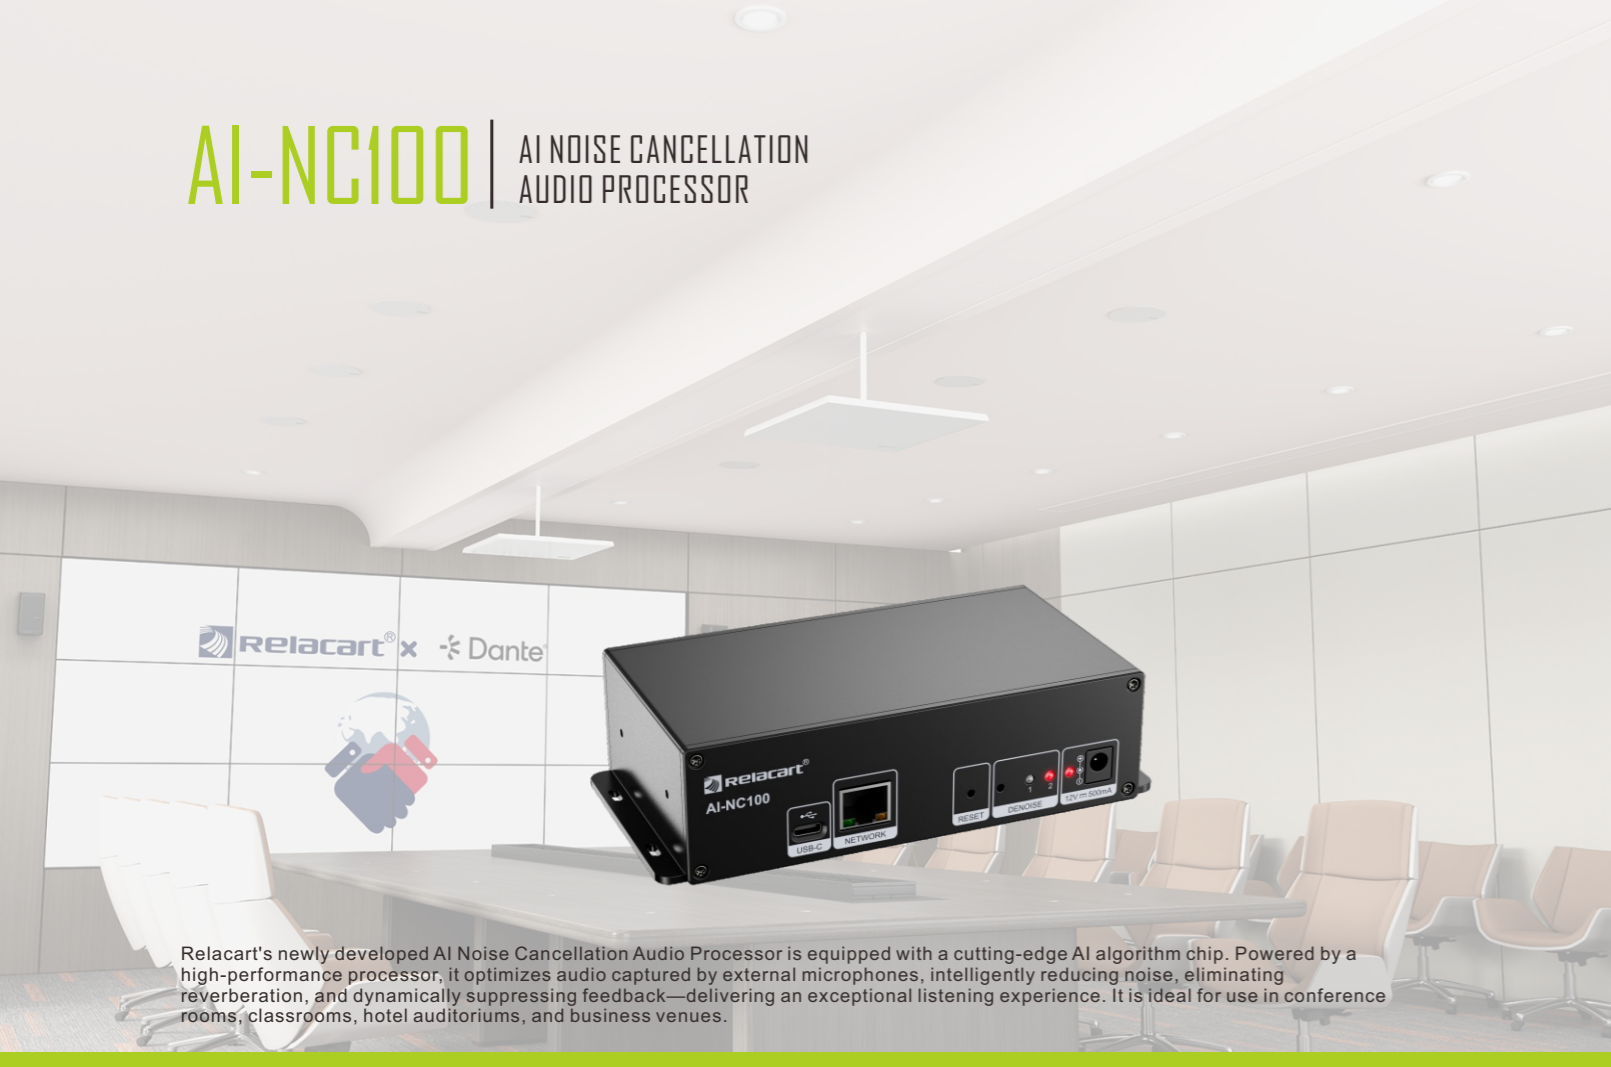 AI-NC100
AI NOISE CANCELLATION
AUDIO PROCESSOR
Relacart® x Dante®
Relacart®
AI-NC100
USB-C
NETWORK
RESET
1 2
DENOISE
12V⎓500mA
Relacart's newly developed AI Noise Cancellation Audio Processor is equipped with a cutting-edge AI algorithm chip. Powered by a
high-performance processor, it optimizes audio captured by external microphones, intelligently reducing noise, eliminating
reverberation, and dynamically suppressing feedback—delivering an exceptional listening experience. It is ideal for use in conference
rooms, classrooms, hotel auditoriums, and business venues.